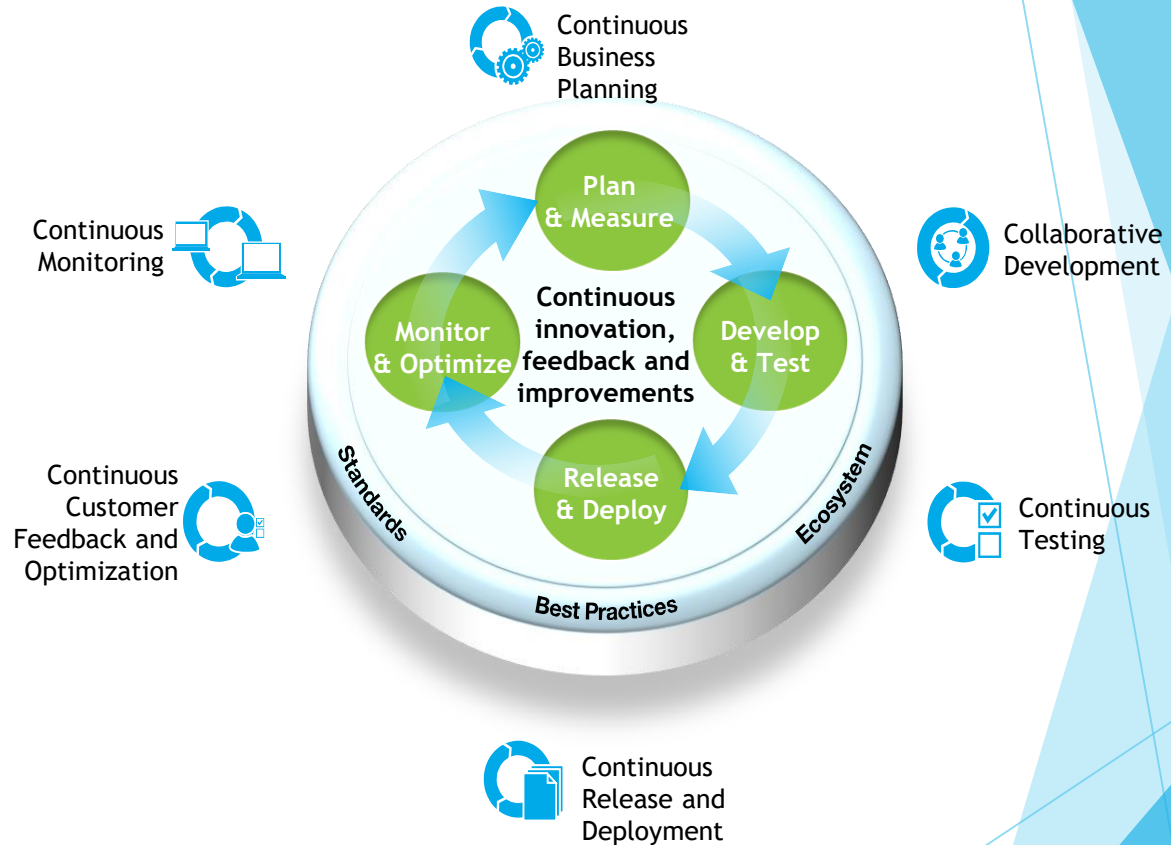 Continuous
Business
Planning
Plan
& Measure
Continuous
Monitoring
Collaborative
Development
Continuous
innovation,
feedback and
improvements
Monitor
& Optimize
Develop
& Test
Release
& Deploy
Standards
Best Practices
Ecosystem
Continuous
Customer
Feedback and
Optimization
Continuous
Testing
Continuous
Release and
Deployment